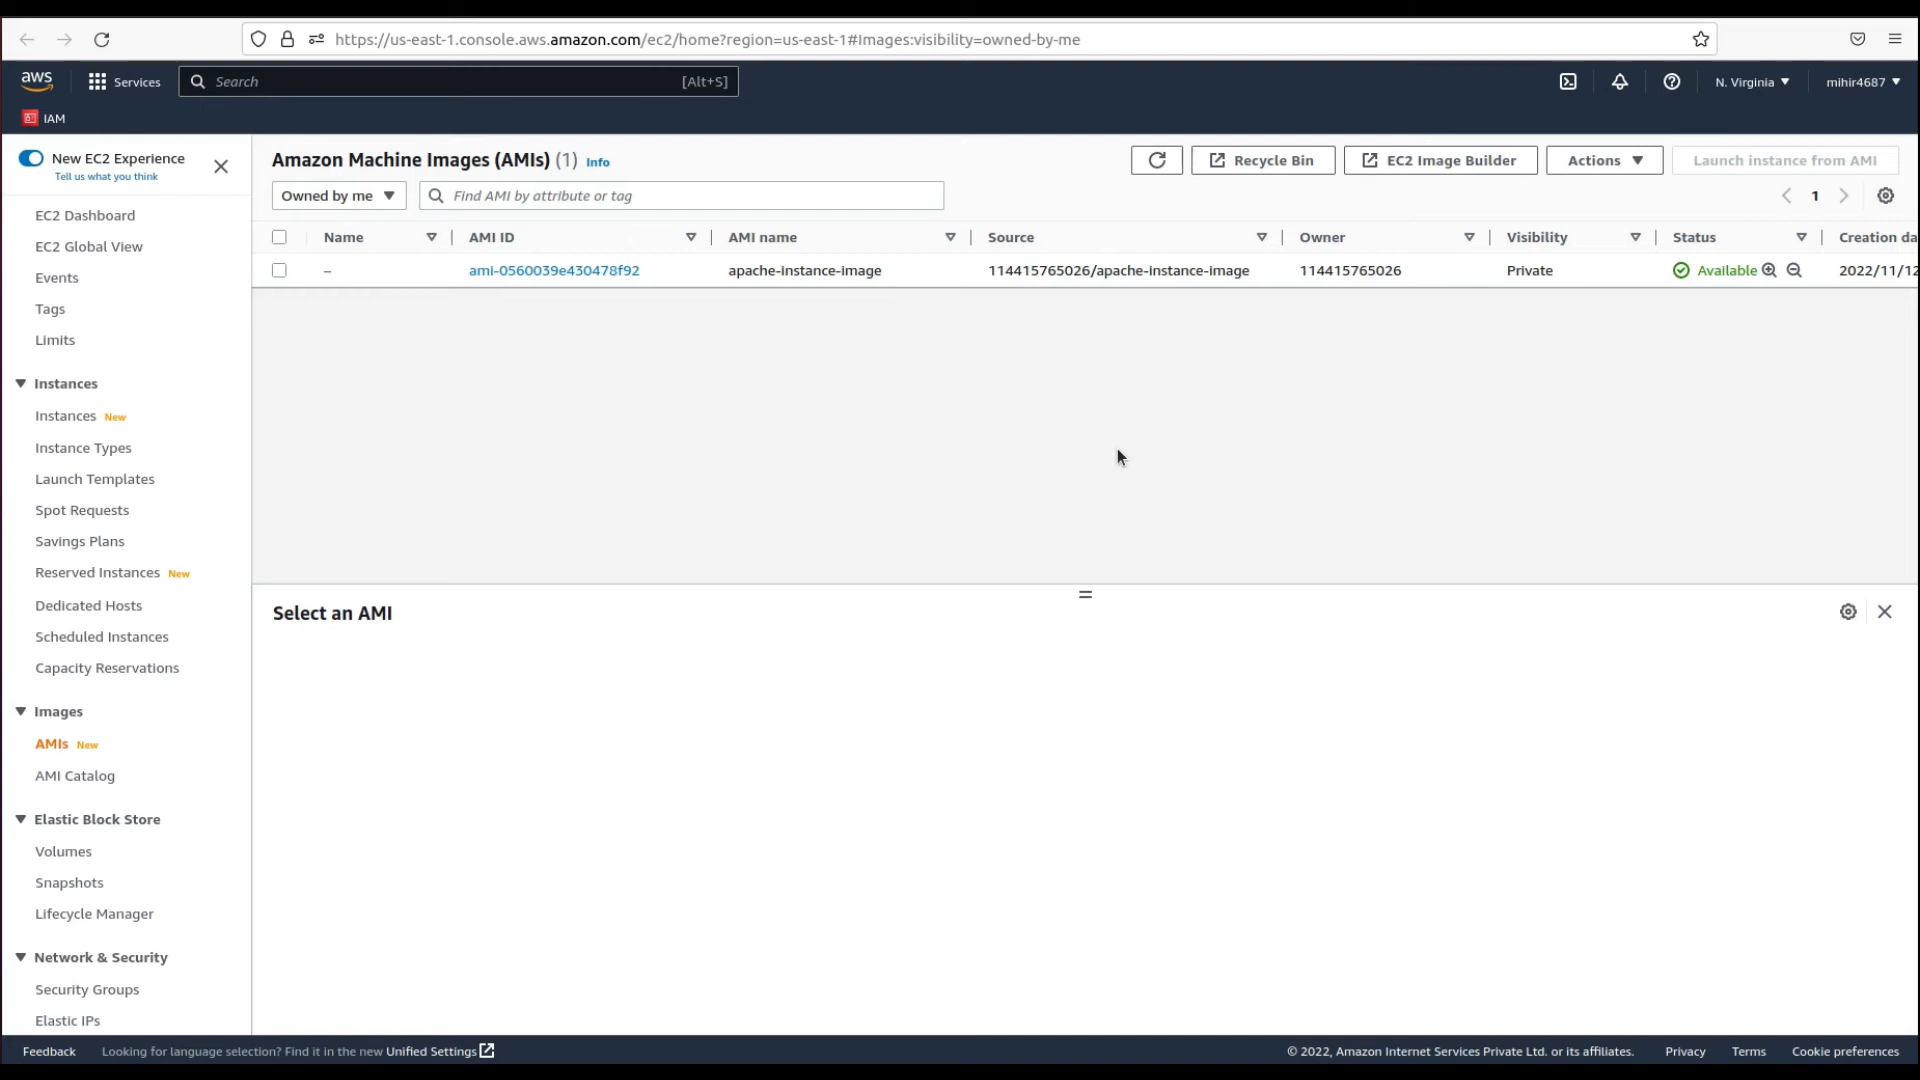 https://us-east-1.console.aws.amazon.com/ec2/home?region=us-east-1#Images:visibility=owned-by-me
aws Services Search [Alt+S] N. Virginia mihir4687
IAM
New EC2 Experience
Tell us what you think
EC2 Dashboard
EC2 Global View
Events
Tags
Limits
Instances
Instances New
Instance Types
Launch Templates
Spot Requests
Savings Plans
Reserved Instances New
Dedicated Hosts
Scheduled Instances
Capacity Reservations
Images
AMIs New
AMI Catalog
Elastic Block Store
Volumes
Snapshots
Lifecycle Manager
Network & Security
Security Groups
Elastic IPs
Amazon Machine Images (AMIs) (1) Info Recycle Bin EC2 Image Builder Actions Launch instance from AMI
Owned by me Find AMI by attribute or tag 1
Name AMI ID AMI name Source Owner Visibility Status Creation da
– ami-0560039e430478f92 apache-instance-image 114415765026/apache-instance-image 114415765026 Private Available 2022/11/12
Select an AMI
Feedback Looking for language selection? Find it in the new Unified Settings © 2022, Amazon Internet Services Private Ltd. or its affiliates. Privacy Terms Cookie preferences